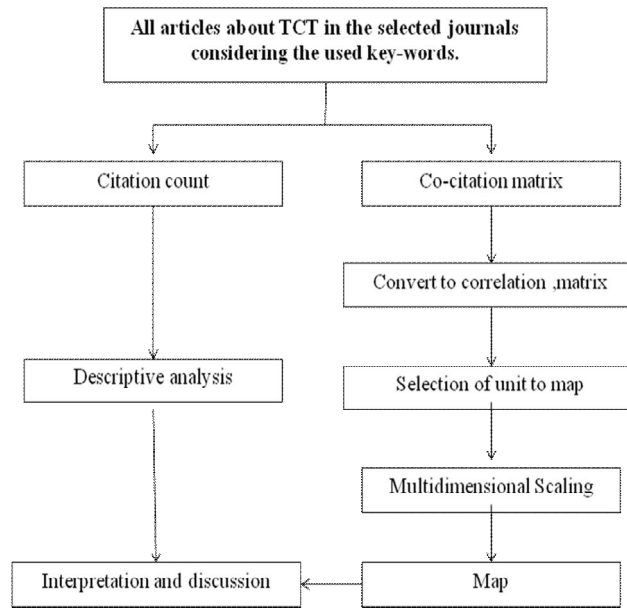 All articles about TCT in the selected journals
considering the used key-words.
Citation count
Co-citation matrix
Convert to correlation ,matrix
Descriptive analysis
Selection of unit to map
Multidimensional Scaling
Interpretation and discussion
Map